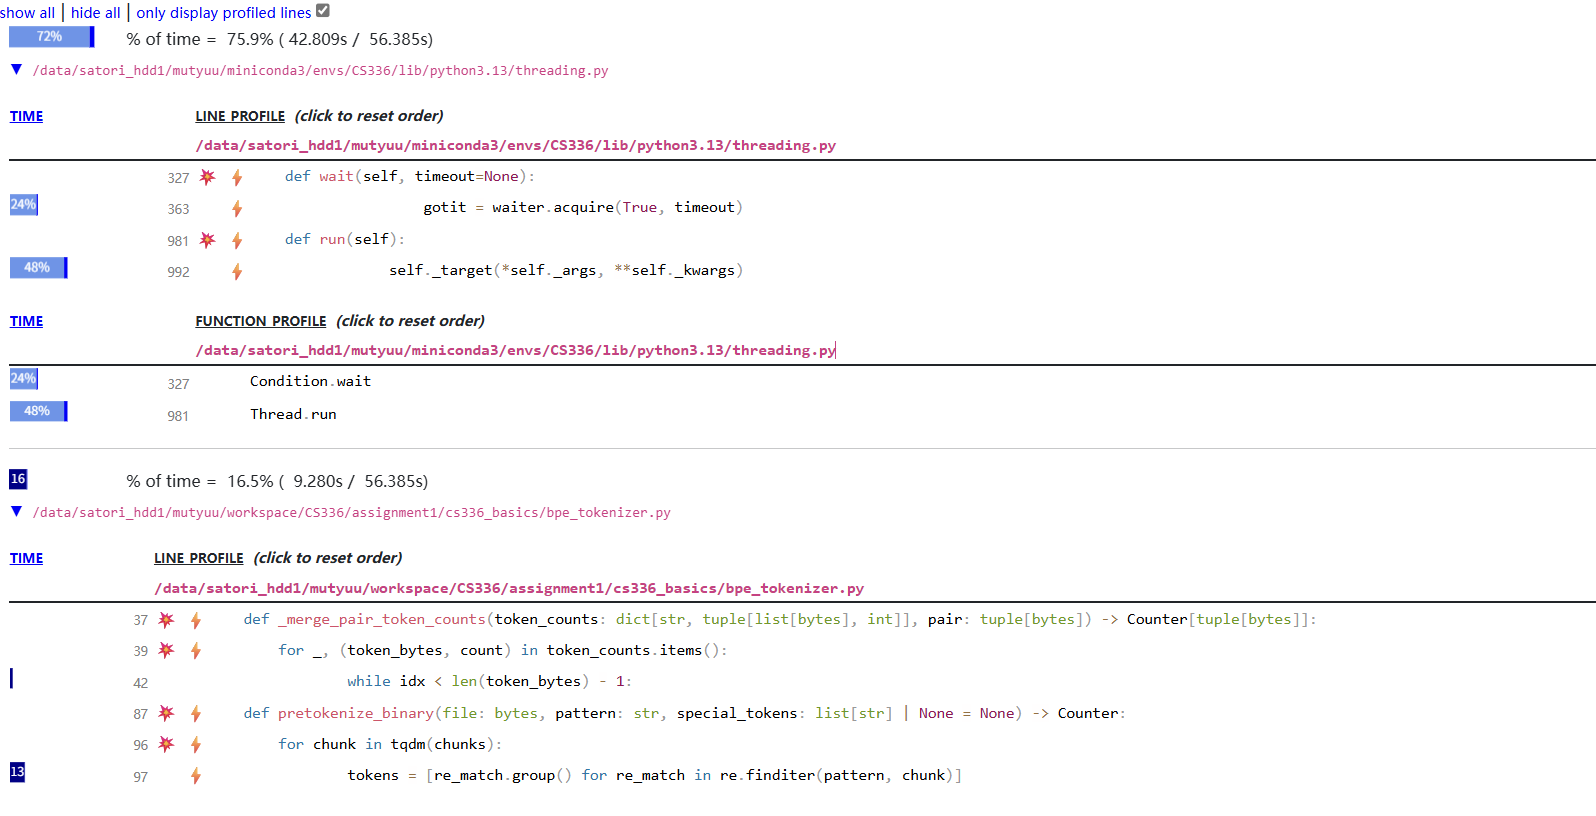 show all | hide all | only display profiled lines
72% % of time = 75.9% ( 42.809s / 56.385s)
▼ /data/satori_hdd1/mutyuu/miniconda3/envs/CS336/lib/python3.13/threading.py
TIME LINE PROFILE (click to reset order)
/data/satori_hdd1/mutyuu/miniconda3/envs/CS336/lib/python3.13/threading.py
327 def wait(self, timeout=None):
24% 363 gotit = waiter.acquire(True, timeout)
981 def run(self):
48% 992 self._target(*self._args, **self._kwargs)
TIME FUNCTION PROFILE (click to reset order)
/data/satori_hdd1/mutyuu/miniconda3/envs/CS336/lib/python3.13/threading.py
24% 327 Condition.wait
48% 981 Thread.run
16 % of time = 16.5% ( 9.280s / 56.385s)
▼ /data/satori_hdd1/mutyuu/workspace/CS336/assignment1/cs336_basics/bpe_tokenizer.py
TIME LINE PROFILE (click to reset order)
/data/satori_hdd1/mutyuu/workspace/CS336/assignment1/cs336_basics/bpe_tokenizer.py
37 def _merge_pair_token_counts(token_counts: dict[str, tuple[list[bytes], int]], pair: tuple[bytes]) -> Counter[tuple[bytes]]:
39 for _, (token_bytes, count) in token_counts.items():
42 while idx < len(token_bytes) - 1:
87 def pretokenize_binary(file: bytes, pattern: str, special_tokens: list[str] | None = None) -> Counter:
96 for chunk in tqdm(chunks):
13 97 tokens = [re_match.group() for re_match in re.finditer(pattern, chunk)]